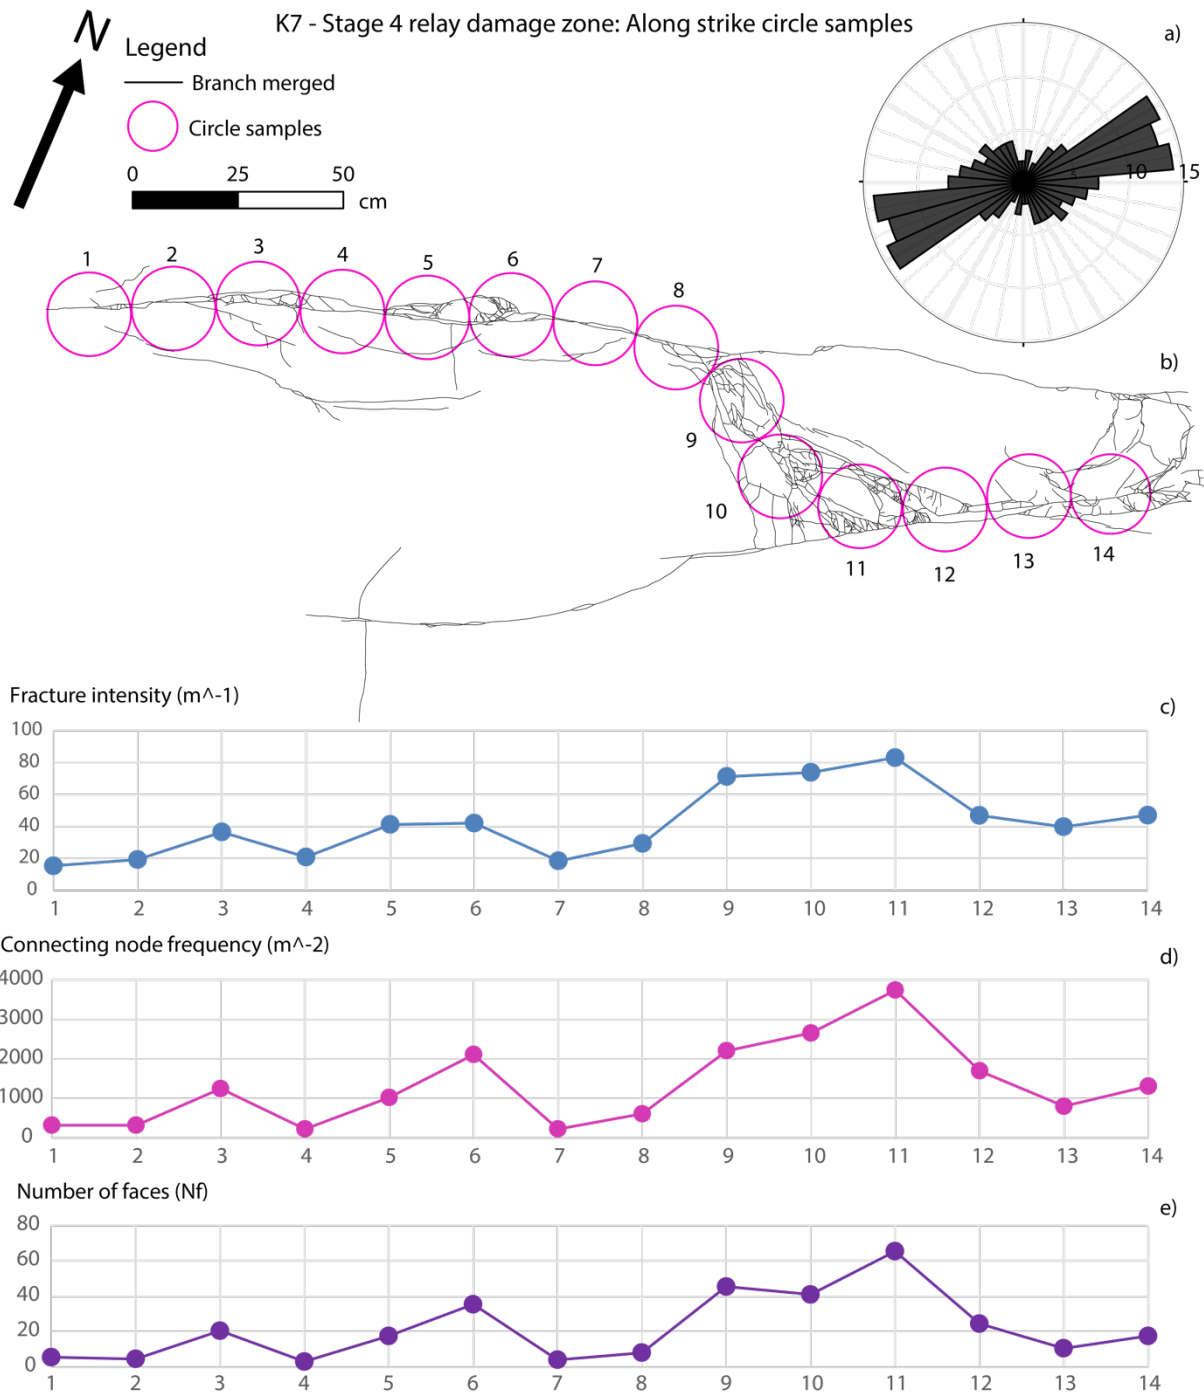 K7 - Stage 4 relay damage zone: Along strike circle samples
N
Legend
Branch merged
Circle samples
0 25 50
cm
a)
5 10 15
b)
1 2 3 4 5 6 7 8
9
10
11 12 13 14
Fracture intensity (m^-1)
c)
100
80
60
40
20
0
1 2 3 4 5 6 7 8 9 10 11 12 13 14
Connecting node frequency (m^-2)
d)
4000
3000
2000
1000
0
1 2 3 4 5 6 7 8 9 10 11 12 13 14
Number of faces (Nf)
e)
80
60
40
20
0
1 2 3 4 5 6 7 8 9 10 11 12 13 14